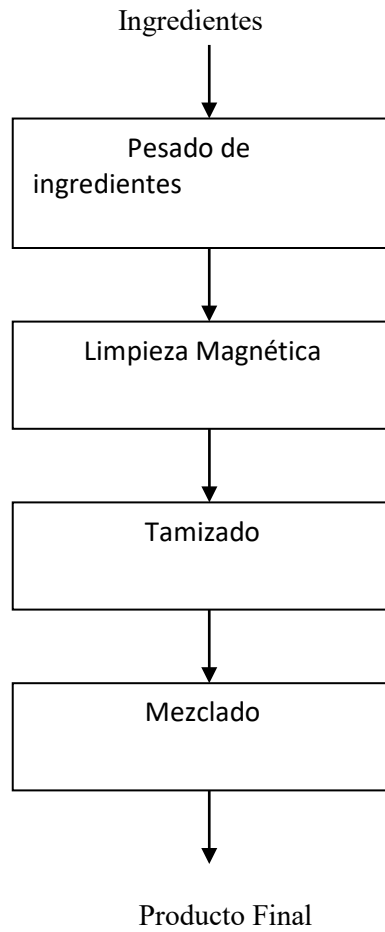 Ingredientes
Pesado de
ingredientes
Limpieza Magnética
Tamizado
Mezclado
Producto Final